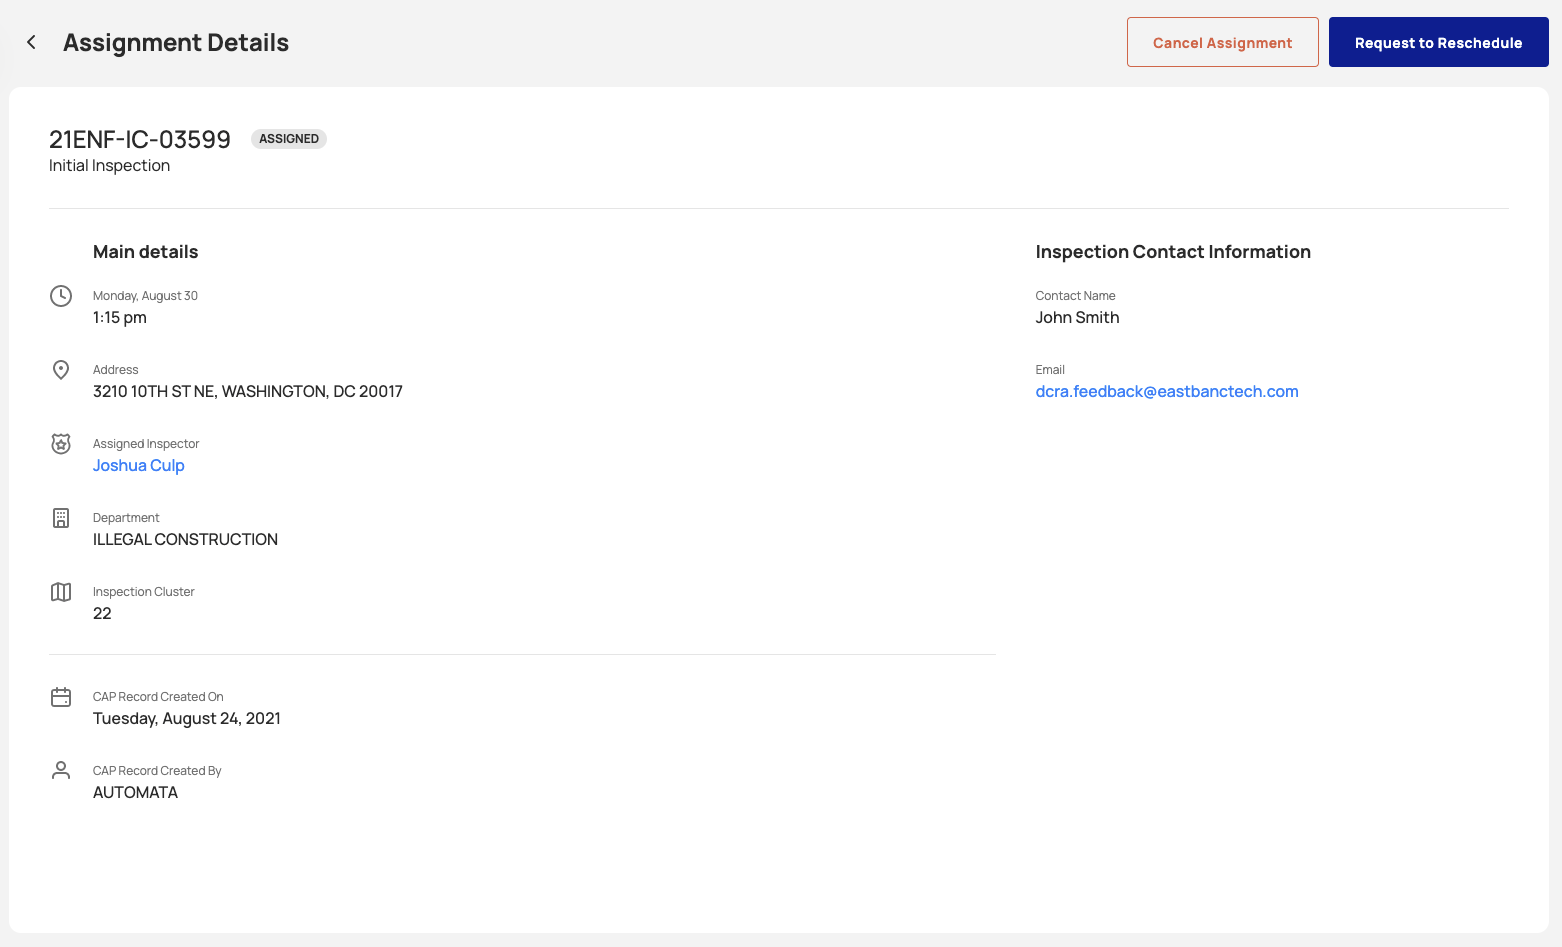 Assignment Details
Cancel Assignment
Request to Reschedule
21ENF-IC-03599
ASSIGNED
Initial Inspection
Main details
Monday, August 30
1:15 pm
Address
3210 10TH ST NE, WASHINGTON, DC 20017
Assigned Inspector
Joshua Culp
Department
ILLEGAL CONSTRUCTION
Inspection Cluster
22
CAP Record Created On
Tuesday, August 24, 2021
CAP Record Created By
AUTOMATA
Inspection Contact Information
Contact Name
John Smith
Email
dcra.feedback@eastbanctech.com